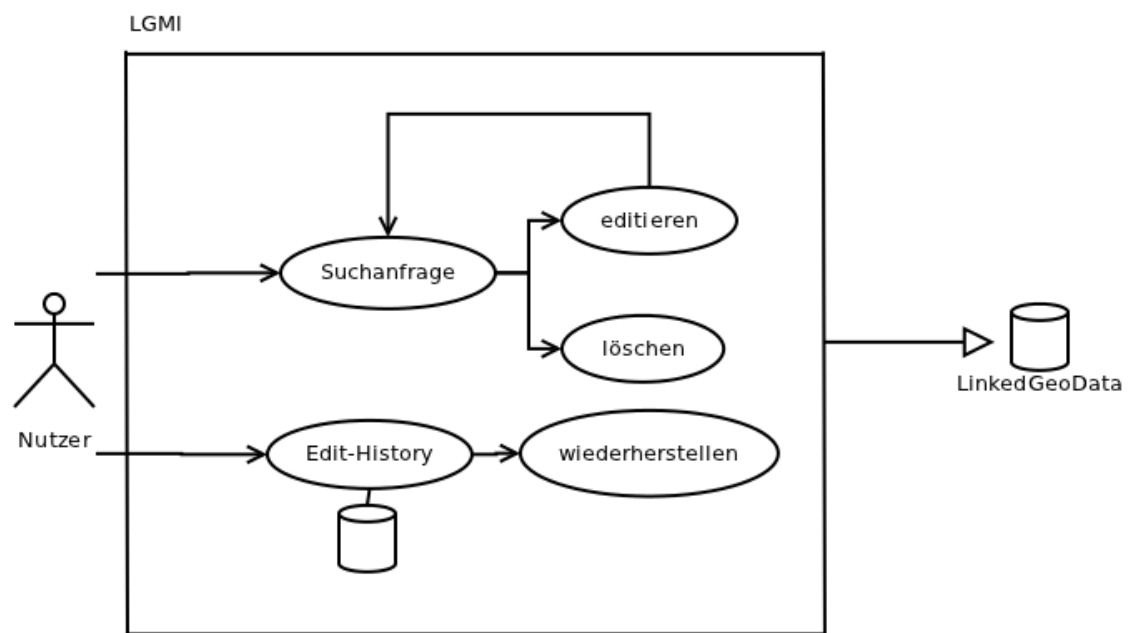 LGMI
editieren
Suchanfrage
löschen
LinkedGeoData
Nutzer
Edit-History
wiederherstellen